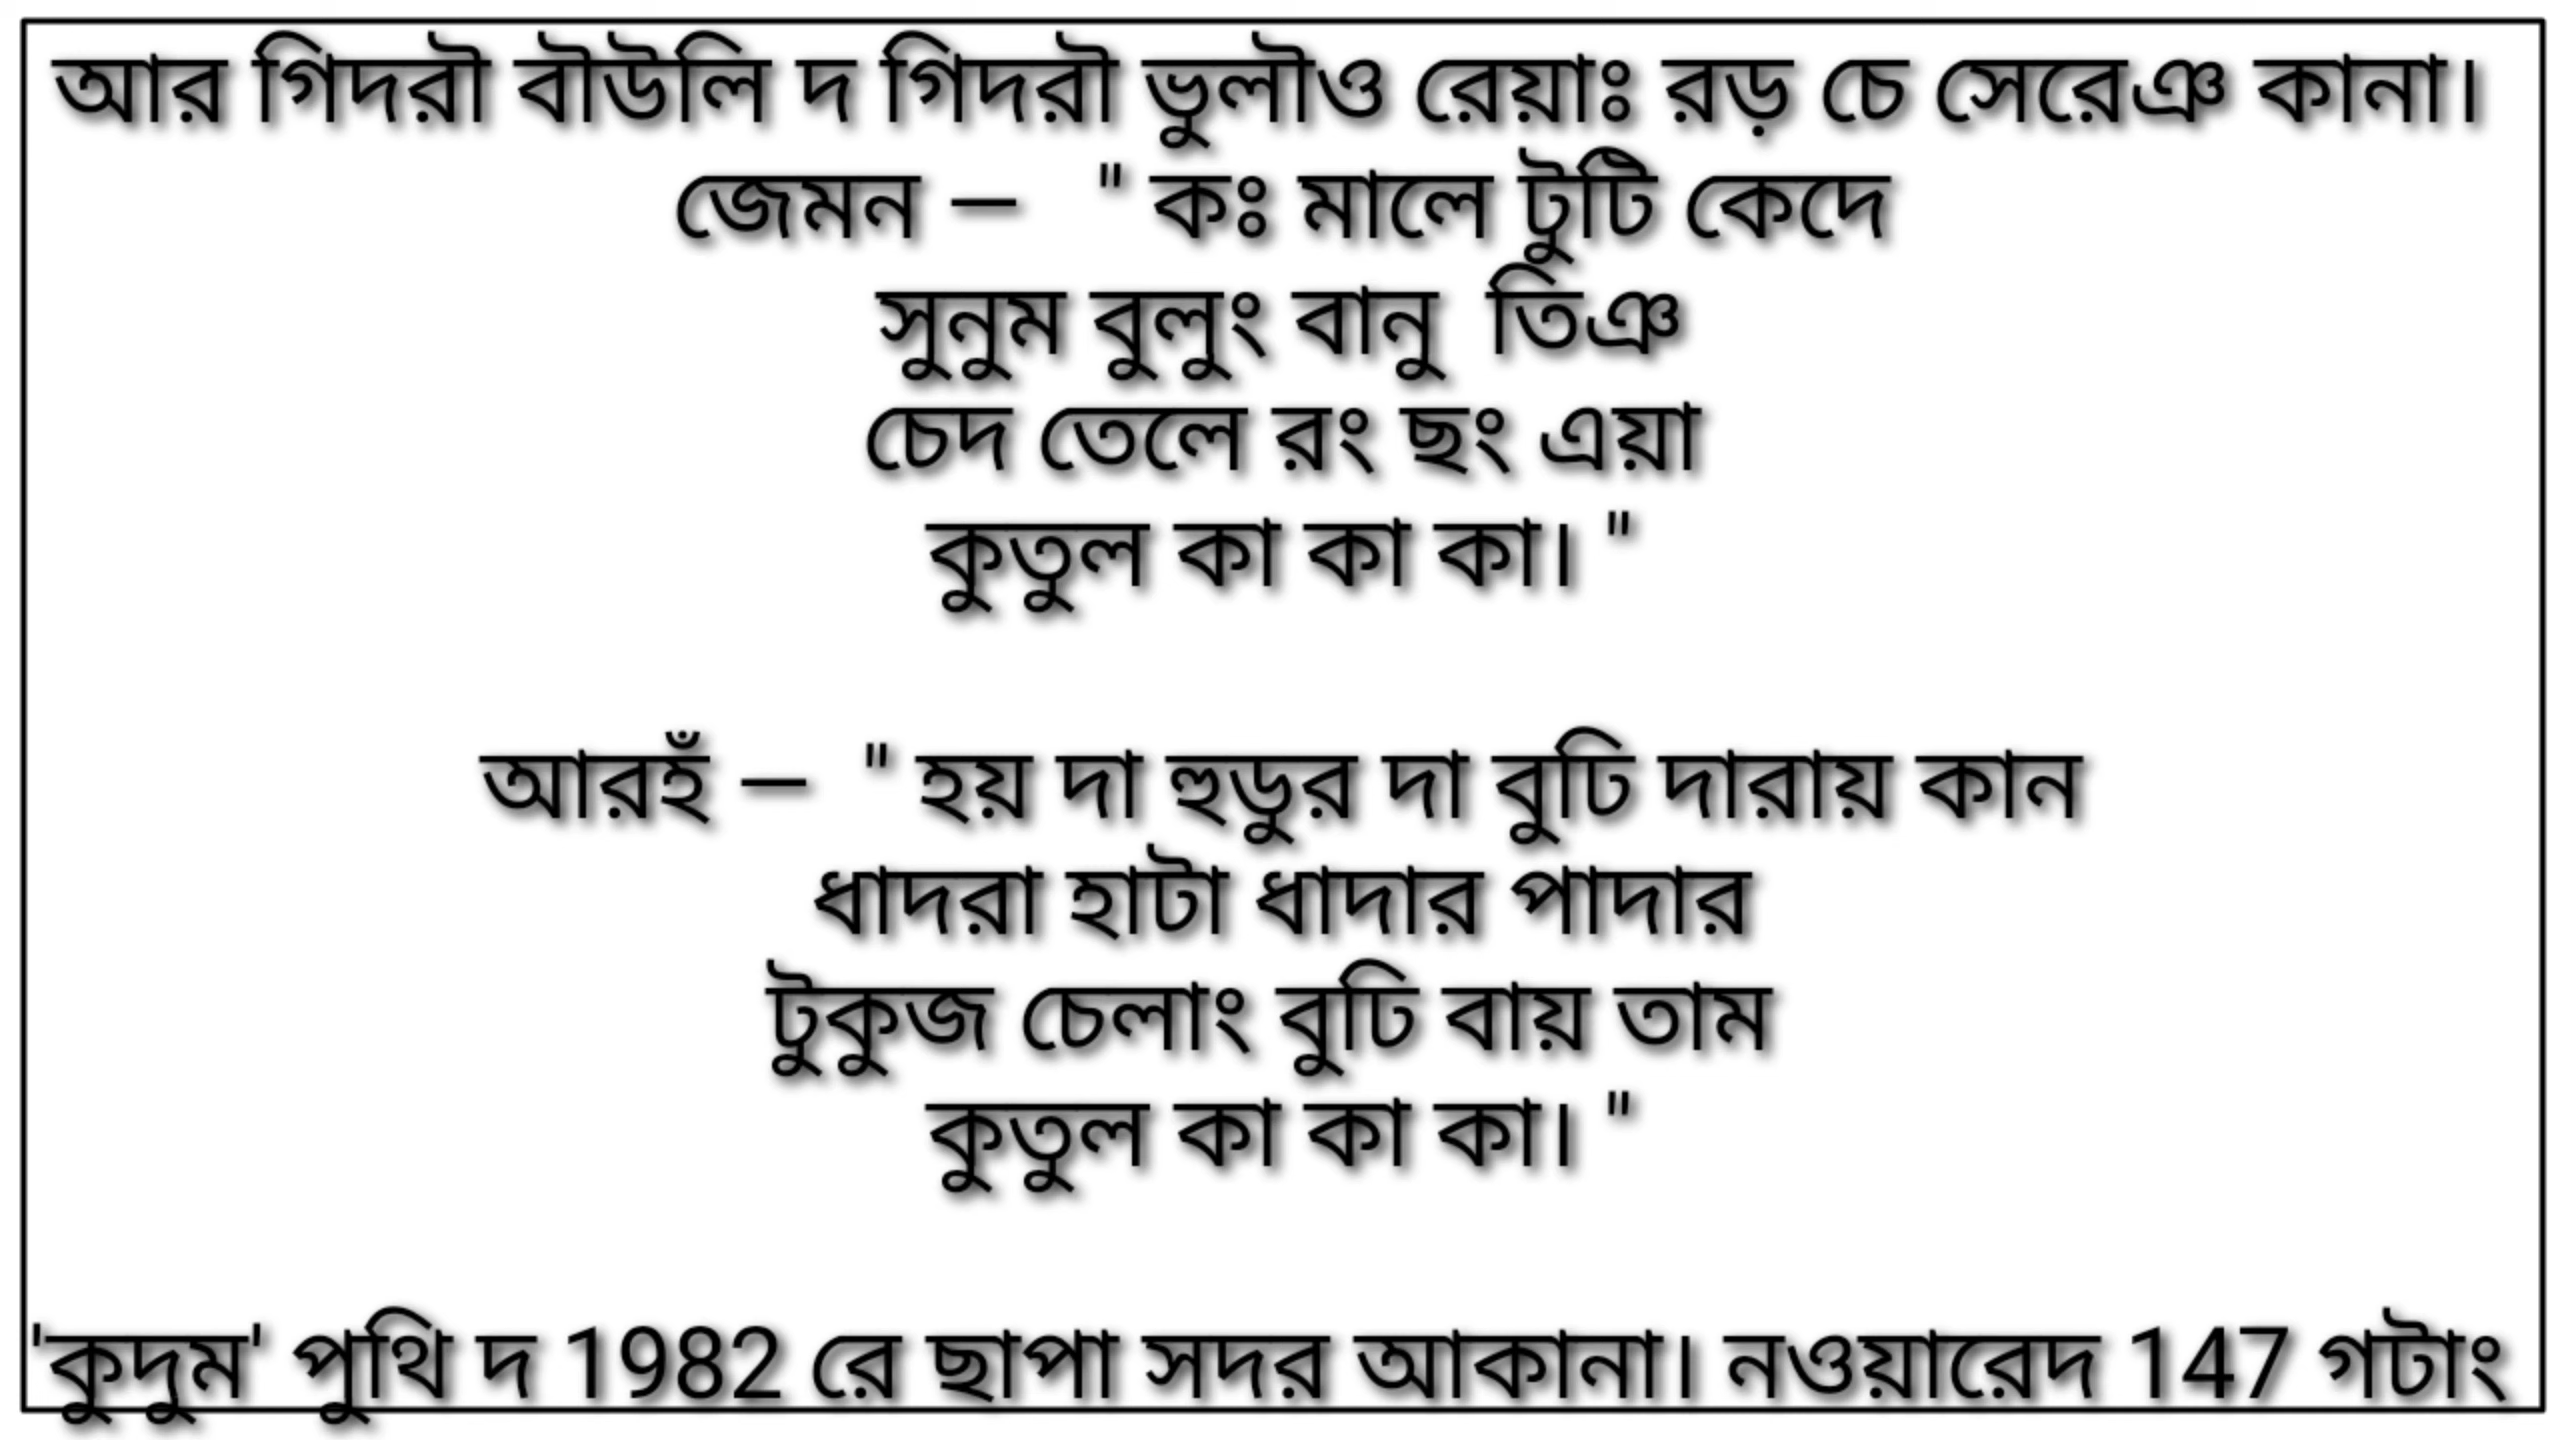 আর গিদরৗ বৗউলি দ গিদরৗ ভুলৗও রেয়াঃ রড় চে সেরেঞ কানা।
জেমন – " কঃ মালে টুটি কেদে
সুনুম বুলুং বানু তিঞ
চেদ তেলে রং ছং এয়া
কুতুল কা কা কা। "
আরহঁ – " হয় দা হুডুর দা বুঢি দারায় কান
ধাদরা হাটা ধাদার পাদার
টুকুজ চেলাং বুঢি বায় তাম
কুতুল কা কা কা। "
'কুদুম' পুথি দ 1982 রে ছাপা সদর আকানা। নওয়ারেদ 147 গটাং